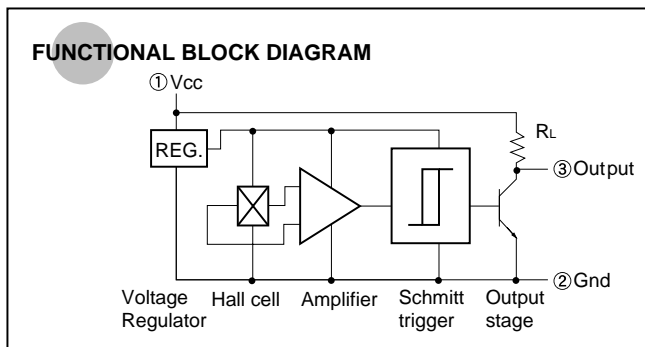 FUNCTIONAL BLOCK DIAGRAM
①Vcc
REG.
RL
③Output
②Gnd
Voltage Regulator
Hall cell
Amplifier
Schmitt trigger
Output stage